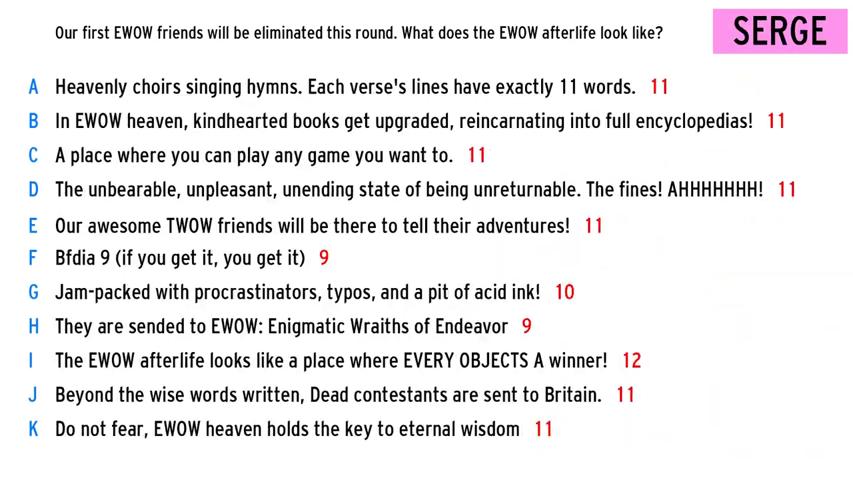 Our first EWOW friends will be eliminated this round. What does the EWOW afterlife look like?
SERGE
A Heavenly choirs singing hymns. Each verse's lines have exactly 11 words. 11
B In EWOW heaven, kindhearted books get upgraded, reincarnating into full encyclopedias! 11
C A place where you can play any game you want to. 11
D The unbearable, unpleasant, unending state of being unreturnable. The fines! AHHHHHHH! 11
E Our awesome TWOW friends will be there to tell their adventures! 11
F Bfdia 9 (if you get it, you get it) 9
G Jam-packed with procrastinators, typos, and a pit of acid ink! 10
H They are sended to EWOW: Enigmatic Wraiths of Endeavor 9
I The EWOW afterlife looks like a place where EVERY OBJECTS A winner! 12
J Beyond the wise words written, Dead contestants are sent to Britain. 11
K Do not fear, EWOW heaven holds the key to eternal wisdom 11